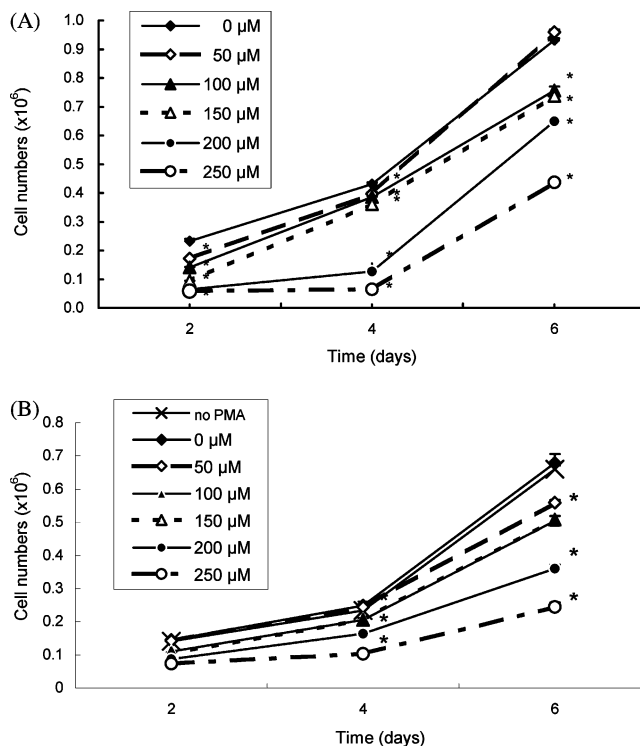 (A)
0 µM
50 µM
100 µM
150 µM
200 µM
250 µM
Cell numbers (x10⁶)
1.0
0.9
0.8
0.7
0.6
0.5
0.4
0.3
0.2
0.1
0.0
* * * *
* * * * *
* * * *
2 4 6
Time (days)
(B)
no PMA
0 µM
50 µM
100 µM
150 µM
200 µM
250 µM
Cell numbers (x10⁶)
0.8
0.7
0.6
0.5
0.4
0.3
0.2
0.1
0
* * *
* * *
2 4 6
Time (days)